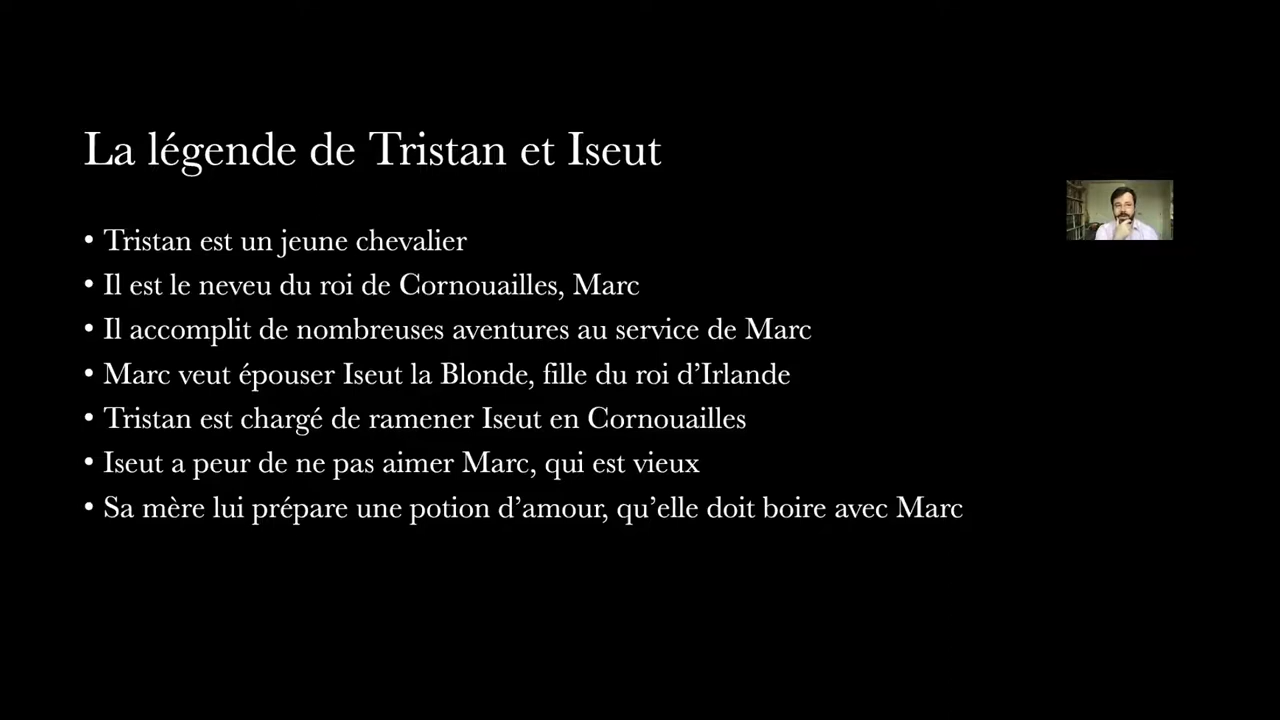 La légende de Tristan et Iseut
• Tristan est un jeune chevalier
• Il est le neveu du roi de Cornouailles, Marc
• Il accomplit de nombreuses aventures au service de Marc
• Marc veut épouser Iseut la Blonde, fille du roi d’Irlande
• Tristan est chargé de ramener Iseut en Cornouailles
• Iseut a peur de ne pas aimer Marc, qui est vieux
• Sa mère lui prépare une potion d’amour, qu’elle doit boire avec Marc